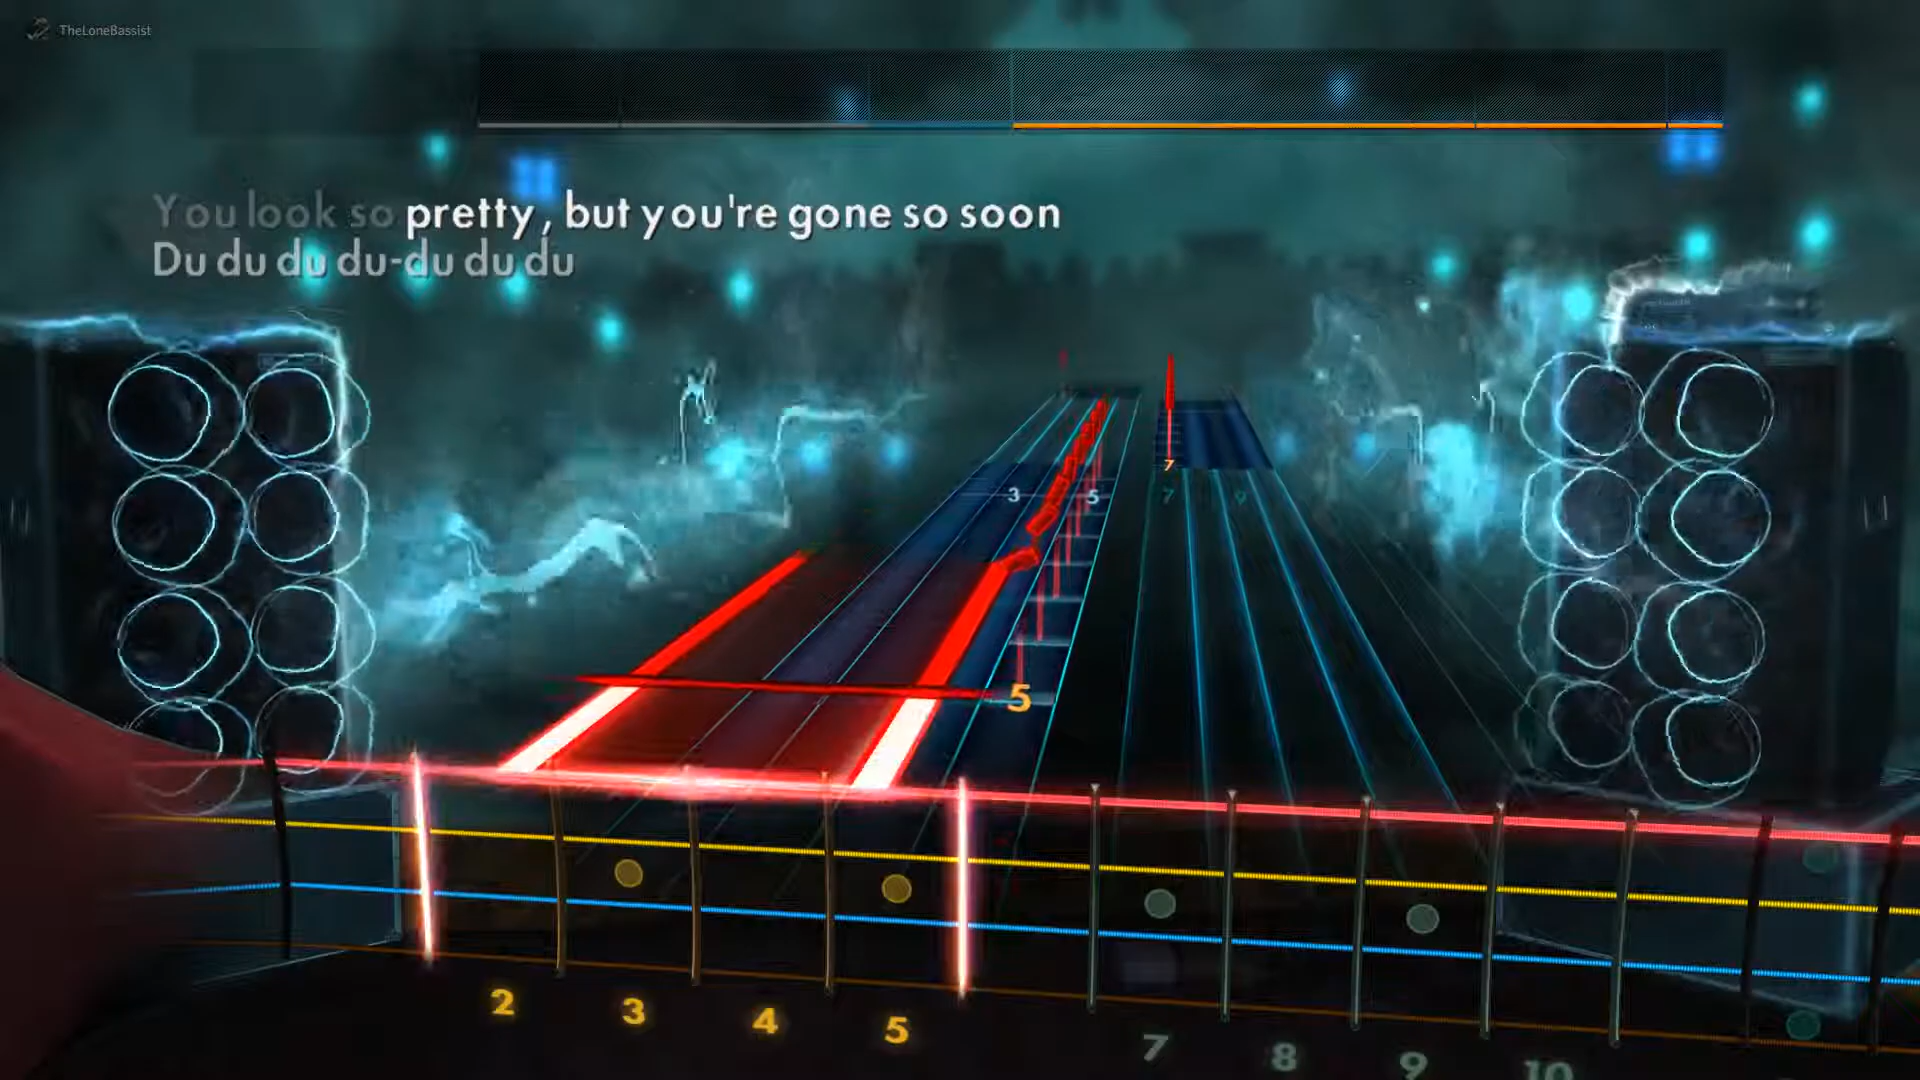 TheLoneBassist
You look so pretty, but you're gone so soon
Du du du du-du du du
7
3 5 7 9
5
2 3 4 5 7 8 9 10